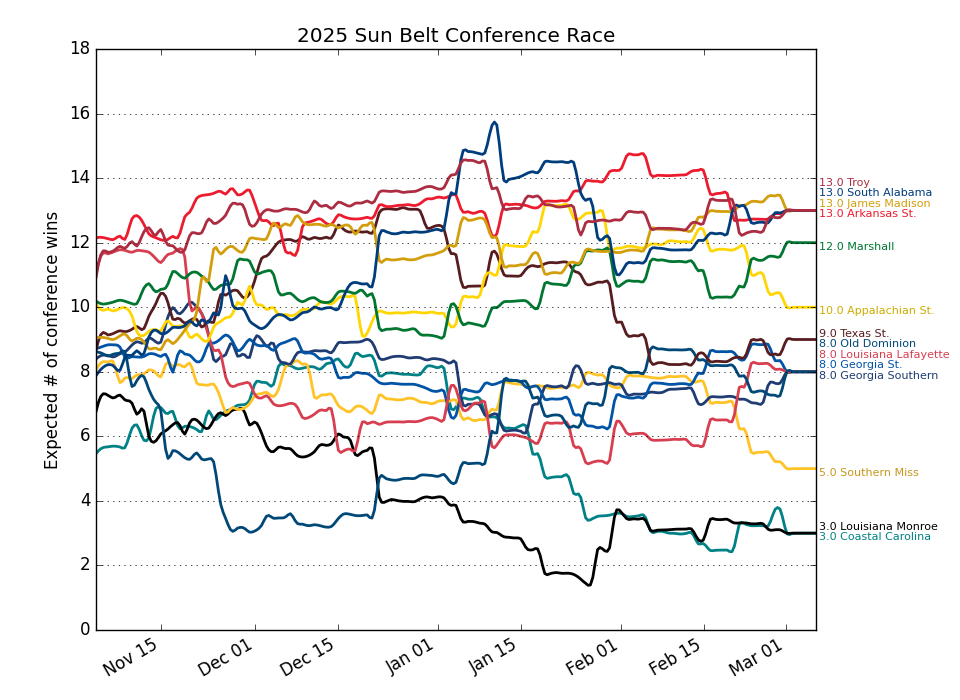 2025 Sun Belt Conference Race
Expected # of conference wins
18
16
14
12
10
8
6
4
2
0
Nov 15
Dec 01
Dec 15
Jan 01
Jan 15
Feb 01
Feb 15
Mar 01
13.0 Troy
13.0 South Alabama
13.0 James Madison
13.0 Arkansas St.
12.0 Marshall
10.0 Appalachian St.
9.0 Texas St.
8.0 Old Dominion
8.0 Louisiana Lafayette
8.0 Georgia St.
8.0 Georgia Southern
5.0 Southern Miss
3.0 Louisiana Monroe
3.0 Coastal Carolina